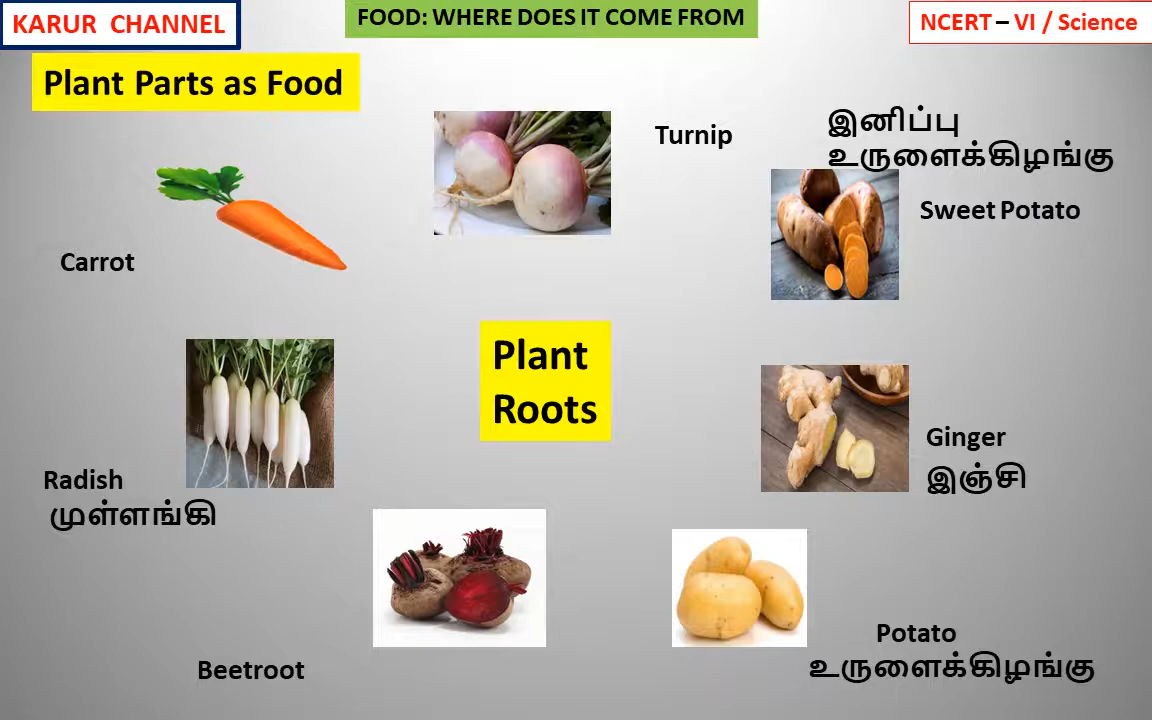 KARUR CHANNEL
FOOD: WHERE DOES IT COME FROM
NCERT – VI / Science
Plant Parts as Food
Turnip
இனிப்பு
உருளைக்கிழங்கு
Sweet Potato
Carrot
Plant
Roots
Ginger
இஞ்சி
Radish
முள்ளங்கி
Potato
உருளைக்கிழங்கு
Beetroot